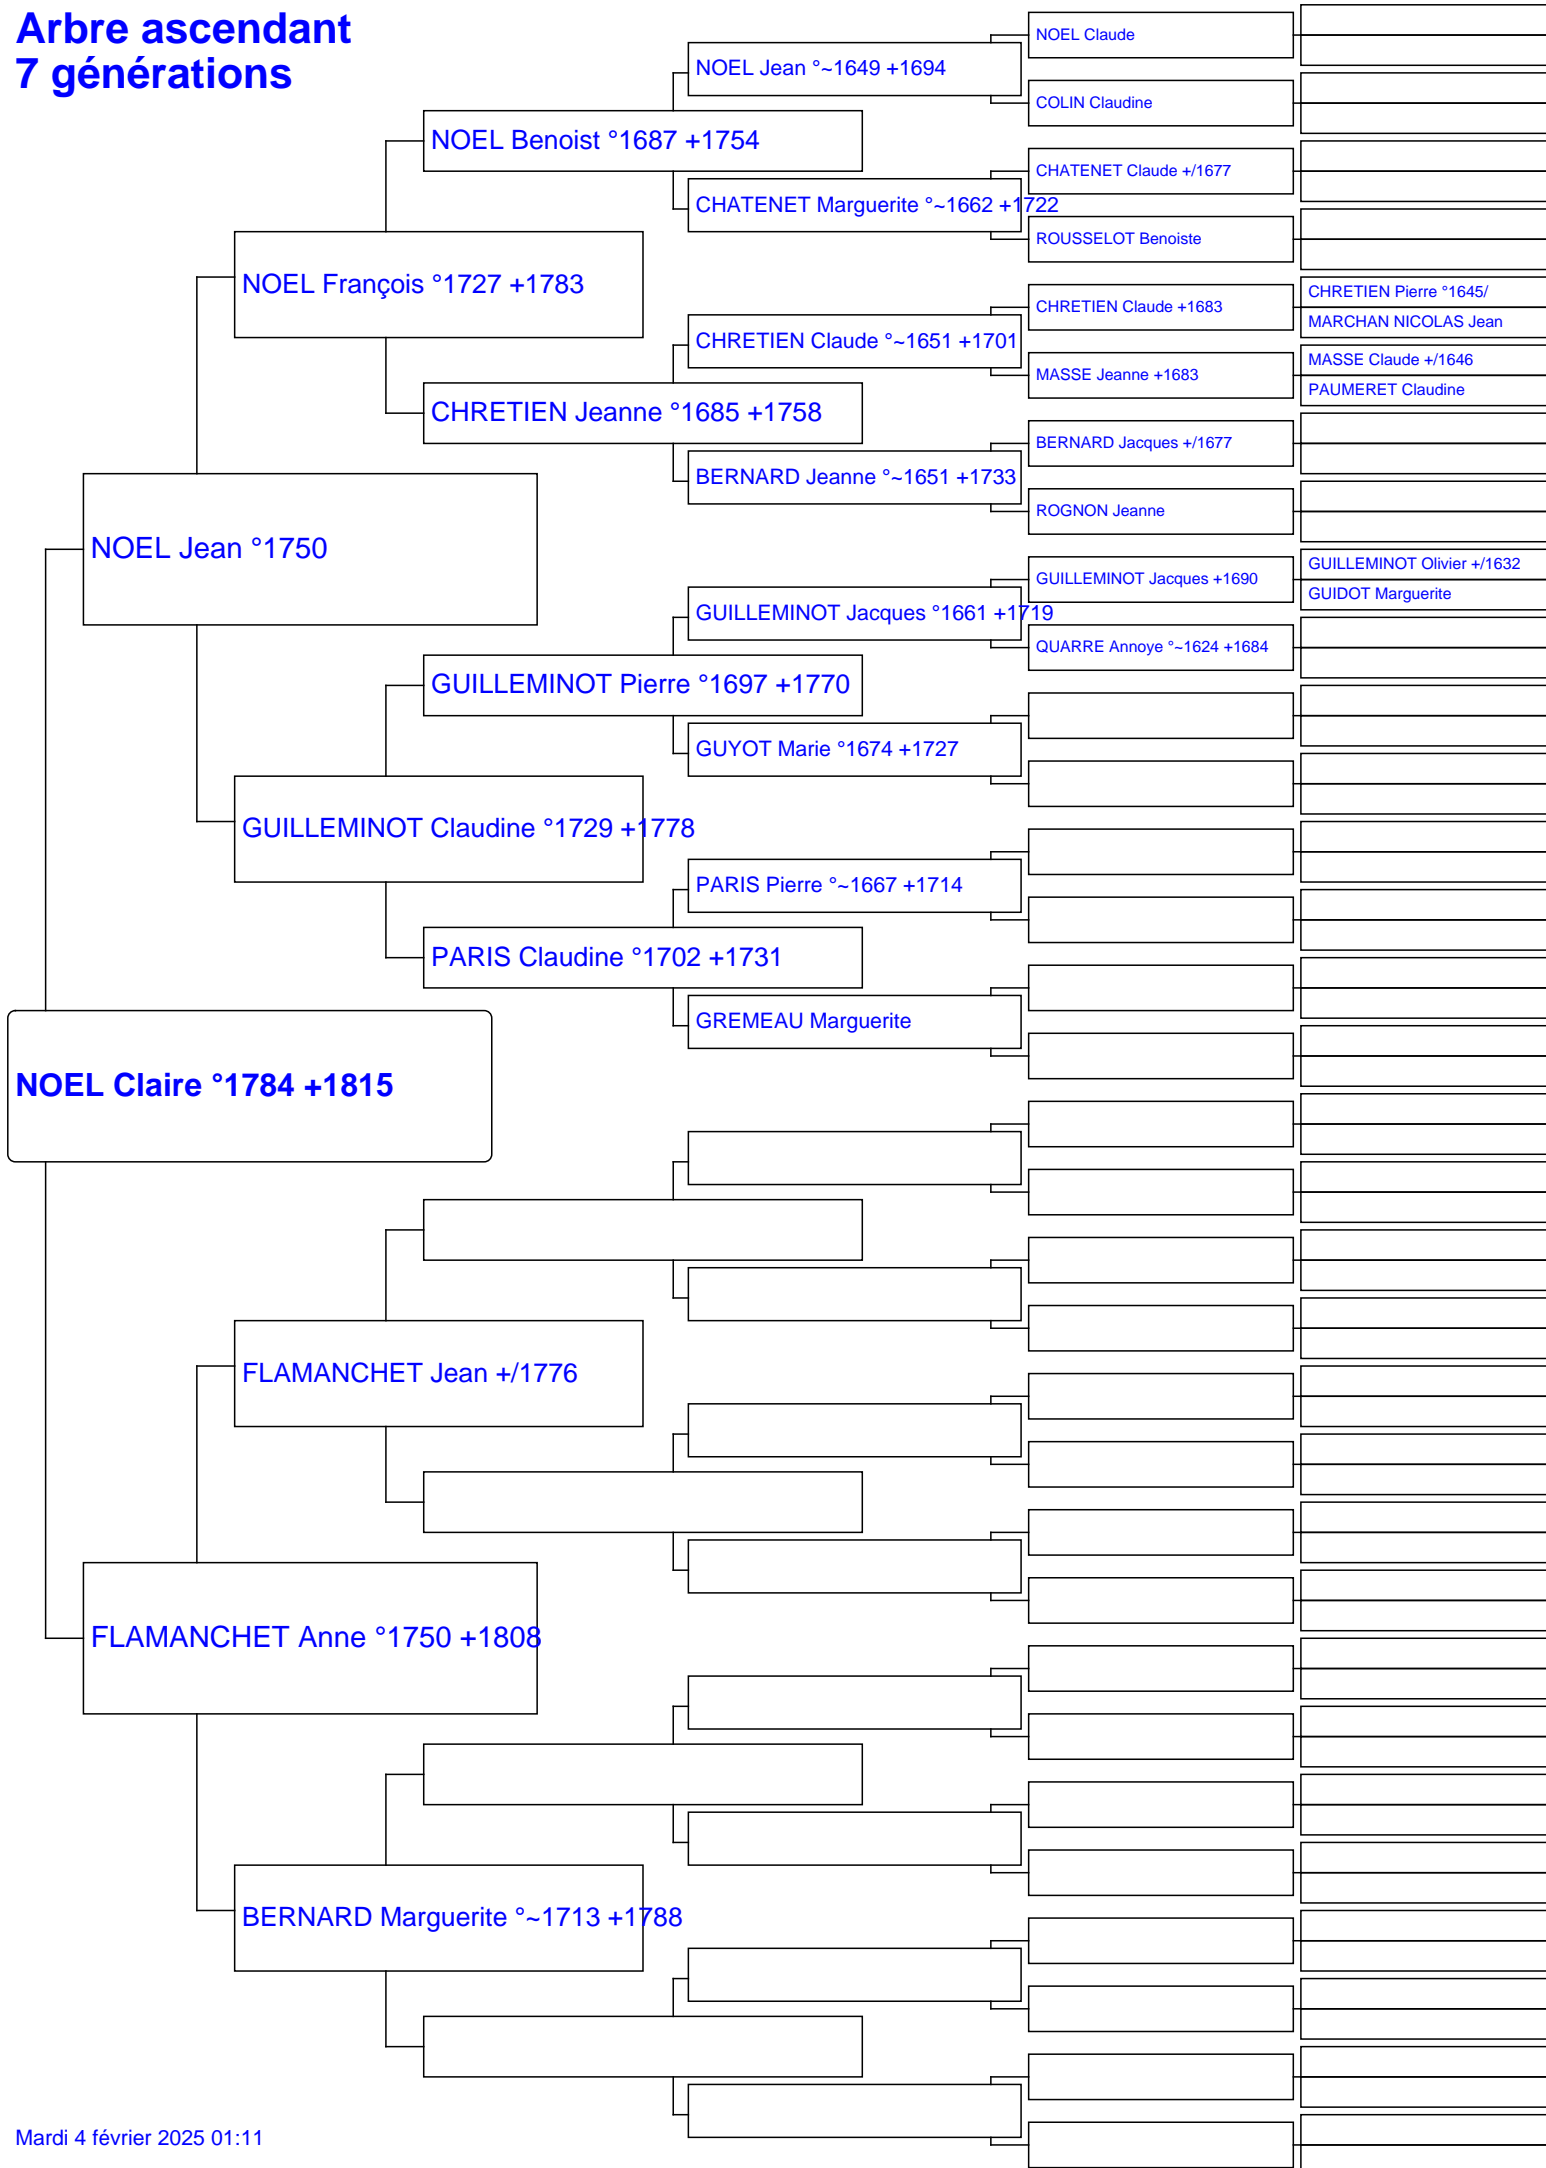 Arbre ascendant
7 générations
NOEL Claire °1784 +1815
NOEL Jean °1750
FLAMANCHET Anne °1750 +1808
NOEL François °1727 +1783
GUILLEMINOT Claudine °1729 +1778
FLAMANCHET Jean +/1776
BERNARD Marguerite °~1713 +1788
NOEL Benoist °1687 +1754
CHRETIEN Jeanne °1685 +1758
GUILLEMINOT Pierre °1697 +1770
PARIS Claudine °1702 +1731
NOEL Jean °~1649 +1694
CHATENET Marguerite °~1662 +1722
CHRETIEN Claude °~1651 +1701
BERNARD Jeanne °~1651 +1733
GUILLEMINOT Jacques °1661 +1719
GUYOT Marie °1674 +1727
PARIS Pierre °~1667 +1714
GREMEAU Marguerite
NOEL Claude
COLIN Claudine
CHATENET Claude +/1677
ROUSSELOT Benoiste
CHRETIEN Claude +1683
MASSE Jeanne +1683
BERNARD Jacques +/1677
ROGNON Jeanne
GUILLEMINOT Jacques +1690
QUARRE Annoye °~1624 +1684
CHRETIEN Pierre °1645/
MARCHAN NICOLAS Jean
MASSE Claude +/1646
PAUMERET Claudine
GUILLEMINOT Olivier +/1632
GUIDOT Marguerite
Mardi 4 février 2025 01:11